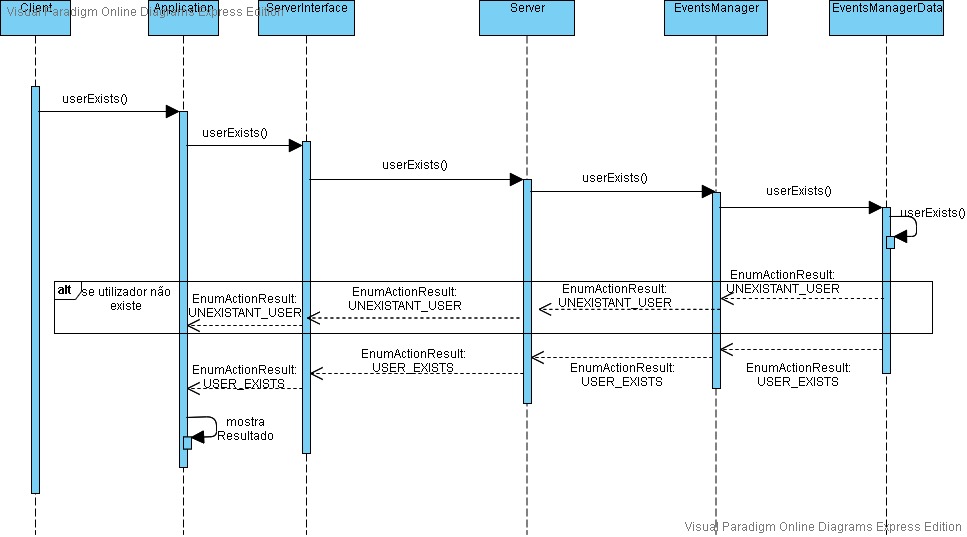 Client
Application
ServerInterface
Server
EventsManager
EventsManagerData
Visual Paradigm Online Diagrams Express Edition
userExists()
userExists()
userExists()
userExists()
userExists()
userExists()
alt
se utilizador não
existe
EnumActionResult:
UNEXISTANT_USER
EnumActionResult:
UNEXISTANT_USER
EnumActionResult:
UNEXISTANT_USER
EnumActionResult:
UNEXISTANT_USER
EnumActionResult:
USER_EXISTS
EnumActionResult:
USER_EXISTS
EnumActionResult:
USER_EXISTS
EnumActionResult:
USER_EXISTS
mostra
Resultado
Visual Paradigm Online Diagrams Express Edition